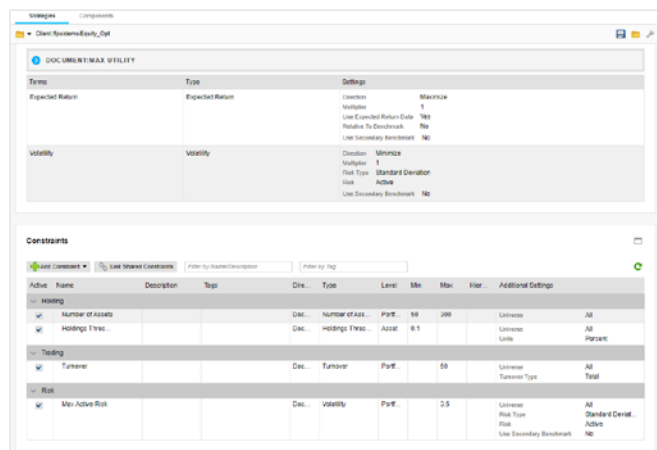 Strategies Components
Client:/fpsidemo/Equity_Opt
DOCUMENT:MAX UTILITY
Terms Type Settings
Expected Return Expected Return Direction Maximize
Multiplier 1
Use Expected Return Data Yes
Relative To Benchmark No
Use Secondary Benchmark No
Volatility Volatility Direction Minimize
Multiplier 1
Risk Type Standard Deviation
Risk Active
Use Secondary Benchmark No
Constraints
Add Constraint List Shared Constraints Filter by Name/Description Filter by Tag
Active Name Description Tags Dire... Type Level Min Max Hier... Additional Settings
Holding
Number of Assets Dec... Number of Ass... Portf... 50 300 Universe All
Holdings Thres... Dec... Holdings Thres... Asset 0.1 Universe All
Units Percent
Trading
Turnover Dec... Turnover Portf... 50 Universe All
Turnover Type Total
Risk
Max Active Risk Dec... Volatility Portf... 3.5 Universe All
Risk Type Standard Deviat...
Risk Active
Use Secondary Benchmark No